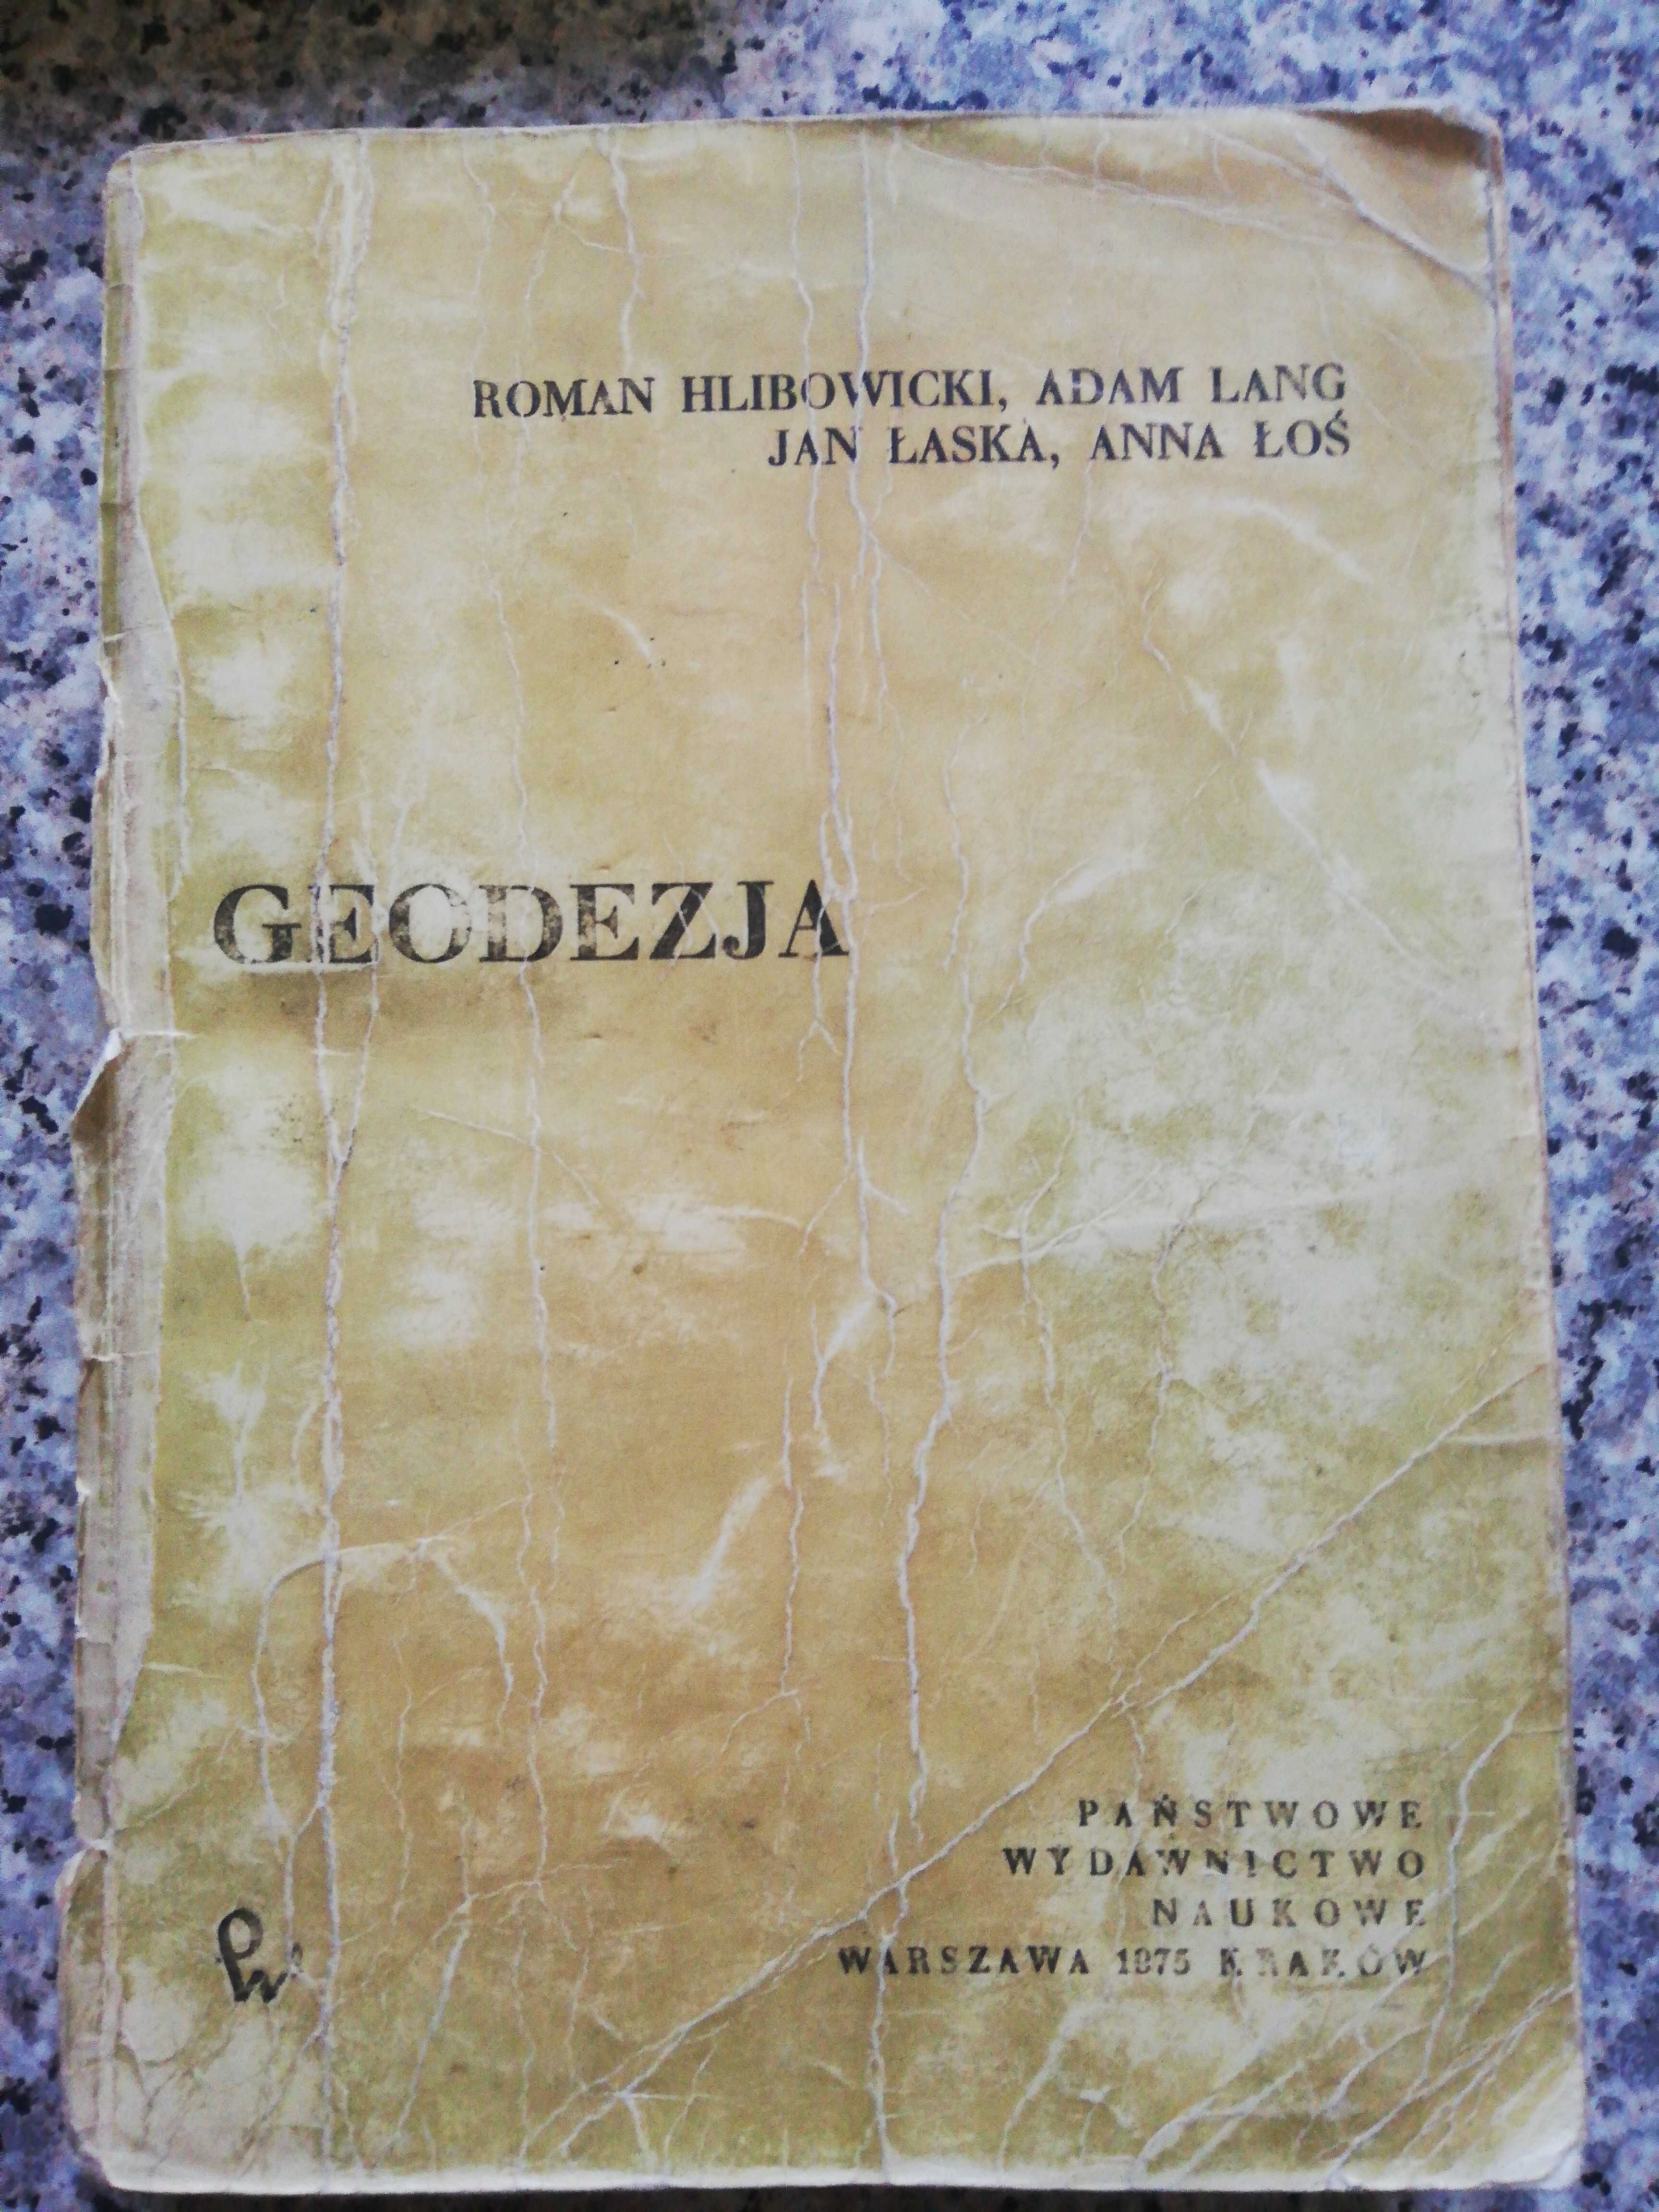 ROMAN HLIBOWICKI, ADAM LANG
JAN ŁASKA, ANNA ŁOŚ
GEODEZJA
PAŃSTWOWE
WYDAWNICTWO
NAUKOWE
WARSZAWA 1975 KRAKÓW